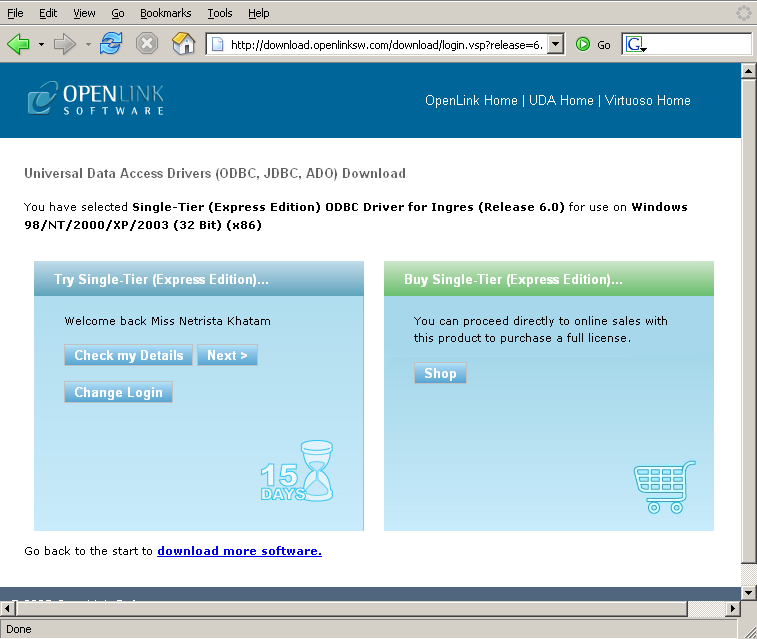 File Edit View Go Bookmarks Tools Help
http://download.openlinksw.com/download/login.vsp?release=6. Go G
OPENLINK
SOFTWARE
OpenLink Home | UDA Home | Virtuoso Home
Universal Data Access Drivers (ODBC, JDBC, ADO) Download
You have selected Single-Tier (Express Edition) ODBC Driver for Ingres (Release 6.0) for use on Windows
98/NT/2000/XP/2003 (32 Bit) (x86)
Try Single-Tier (Express Edition)...
Welcome back Miss Netrista Khatam
Check my Details Next >
Change Login
15
DAYS
Buy Single-Tier (Express Edition)...
You can proceed directly to online sales with
this product to purchase a full license.
Shop
Go back to the start to download more software.
Done